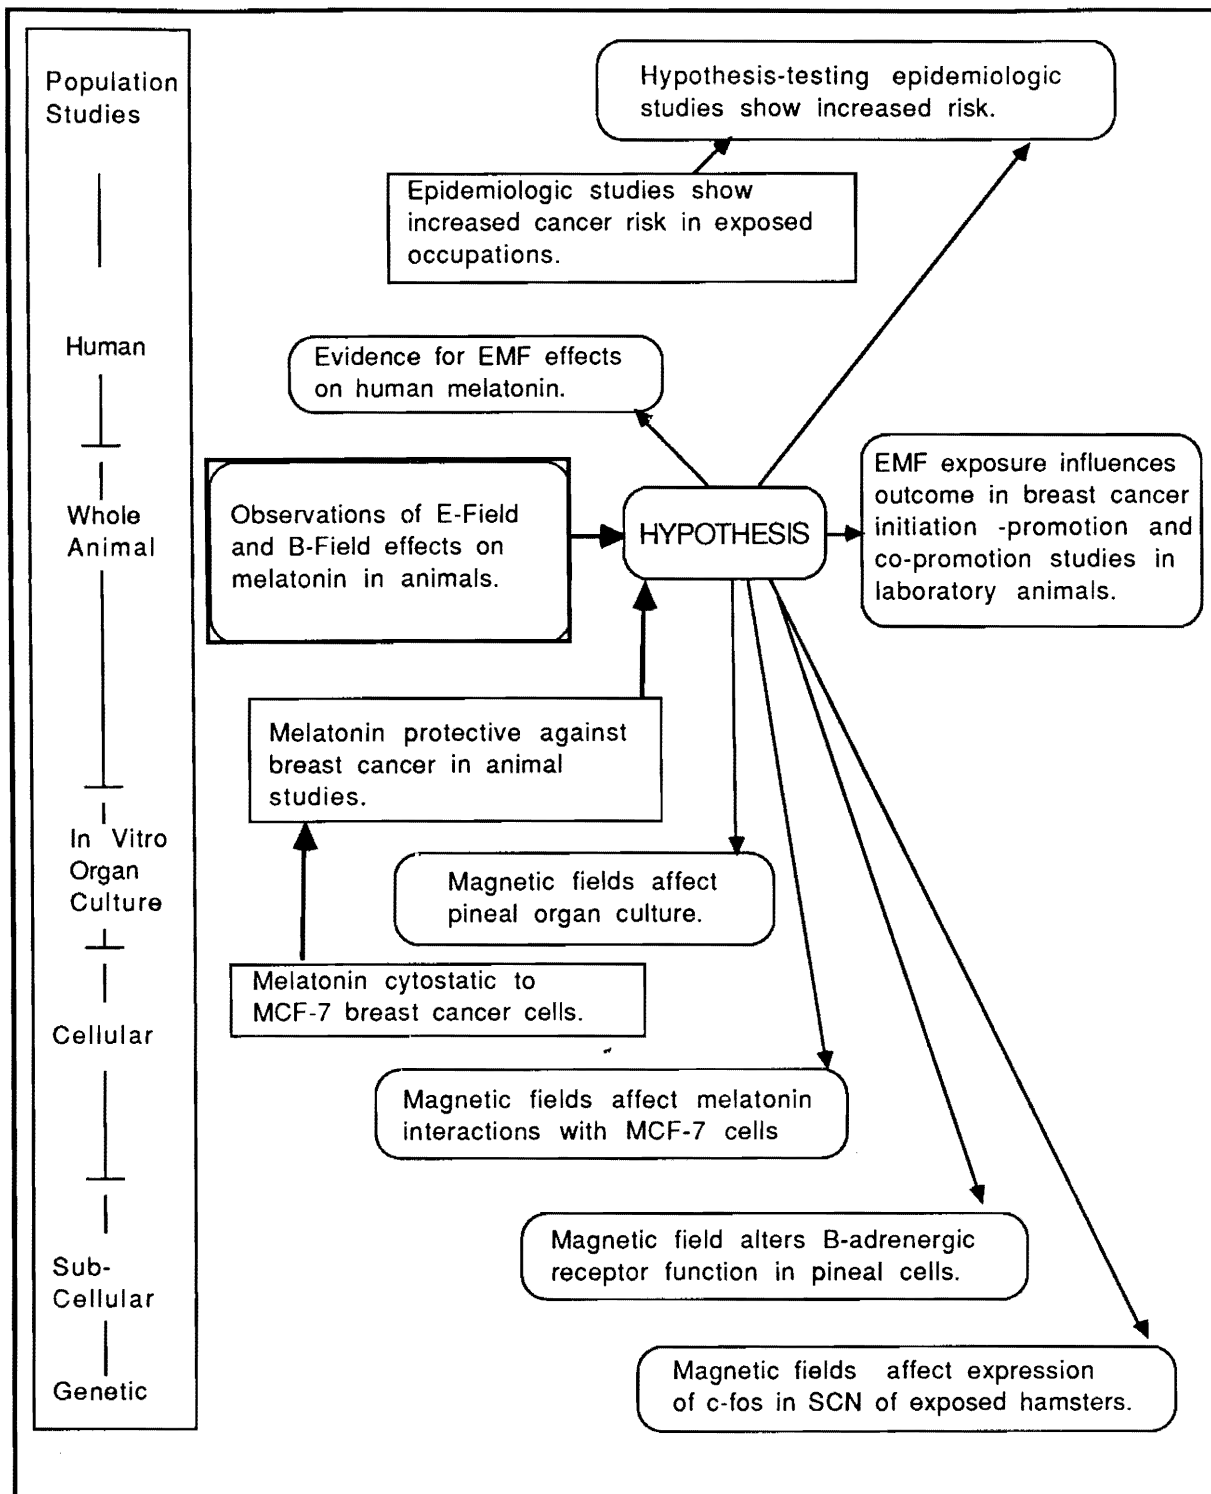 Population
Studies
Human
Whole
Animal
In Vitro
Organ
Culture
Cellular
Sub-
Cellular
Genetic
Hypothesis-testing epidemiologic
studies show increased risk.
Epidemiologic studies show
increased cancer risk in exposed
occupations.
Evidence for EMF effects
on human melatonin.
Observations of E-Field
and B-Field effects on
melatonin in animals.
HYPOTHESIS
EMF exposure influences
outcome in breast cancer
initiation -promotion and
co-promotion studies in
laboratory animals.
Melatonin protective against
breast cancer in animal
studies.
Magnetic fields affect
pineal organ culture.
Melatonin cytostatic to
MCF-7 breast cancer cells.
Magnetic fields affect melatonin
interactions with MCF-7 cells
Magnetic field alters B-adrenergic
receptor function in pineal cells.
Magnetic fields affect expression
of c-fos in SCN of exposed hamsters.